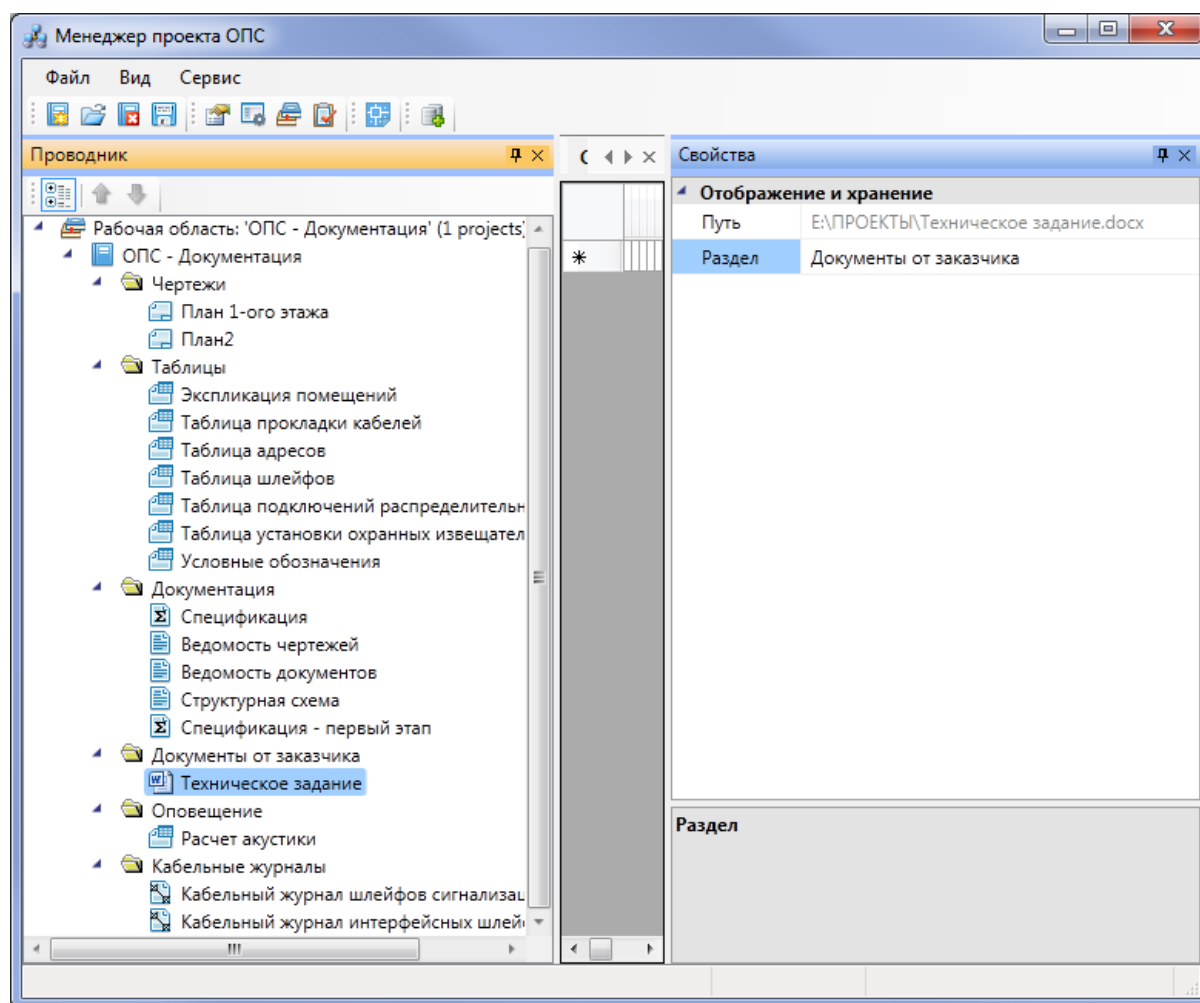 Менеджер проекта ОПС
Файл Вид Сервис
Проводник
Рабочая область: 'ОПС - Документация' (1 projects)
ОПС - Документация
Чертежи
План 1-ого этажа
План2
Таблицы
Экспликация помещений
Таблица прокладки кабелей
Таблица адресов
Таблица шлейфов
Таблица подключений распределительн
Таблица установки охранных извещател
Условные обозначения
Документация
Спецификация
Ведомость чертежей
Ведомость документов
Структурная схема
Спецификация - первый этап
Документы от заказчика
Техническое задание
Оповещение
Расчет акустики
Кабельные журналы
Кабельный журнал шлейфов сигнализац
Кабельный журнал интерфейсных шлей
Свойства
Отображение и хранение
Путь E:\ПРОЕКТЫ\Техническое задание.docx
Раздел Документы от заказчика
Раздел